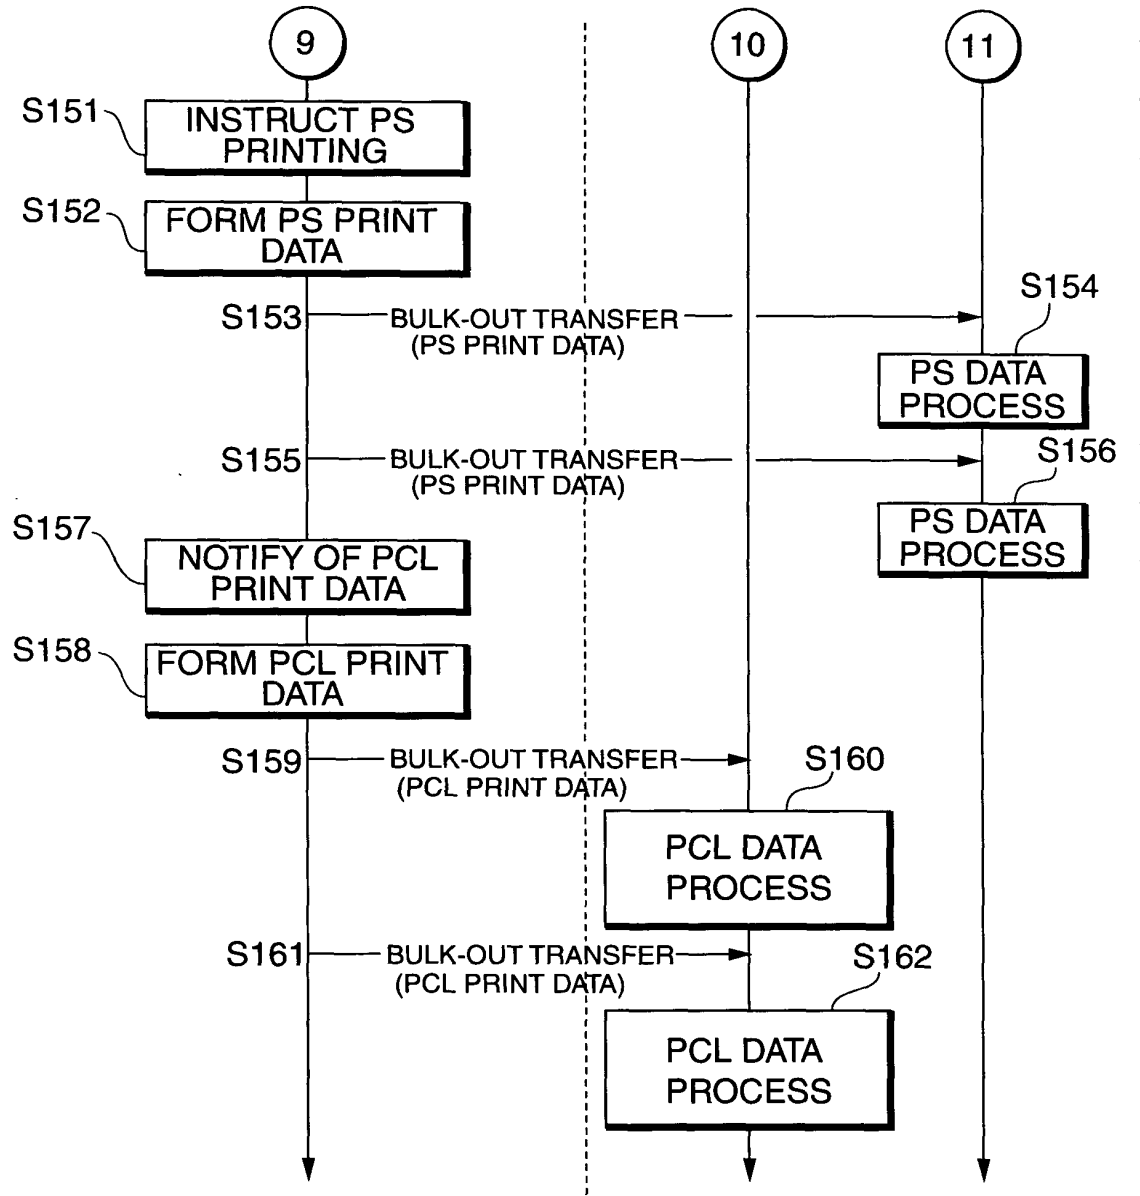 9
10
11
S151
INSTRUCT PS
PRINTING
S152
FORM PS PRINT
DATA
S153
BULK-OUT TRANSFER
(PS PRINT DATA)
S154
PS DATA
PROCESS
S155
BULK-OUT TRANSFER
(PS PRINT DATA)
S156
PS DATA
PROCESS
S157
NOTIFY OF PCL
PRINT DATA
S158
FORM PCL PRINT
DATA
S159
BULK-OUT TRANSFER
(PCL PRINT DATA)
S160
PCL DATA
PROCESS
S161
BULK-OUT TRANSFER
(PCL PRINT DATA)
S162
PCL DATA
PROCESS